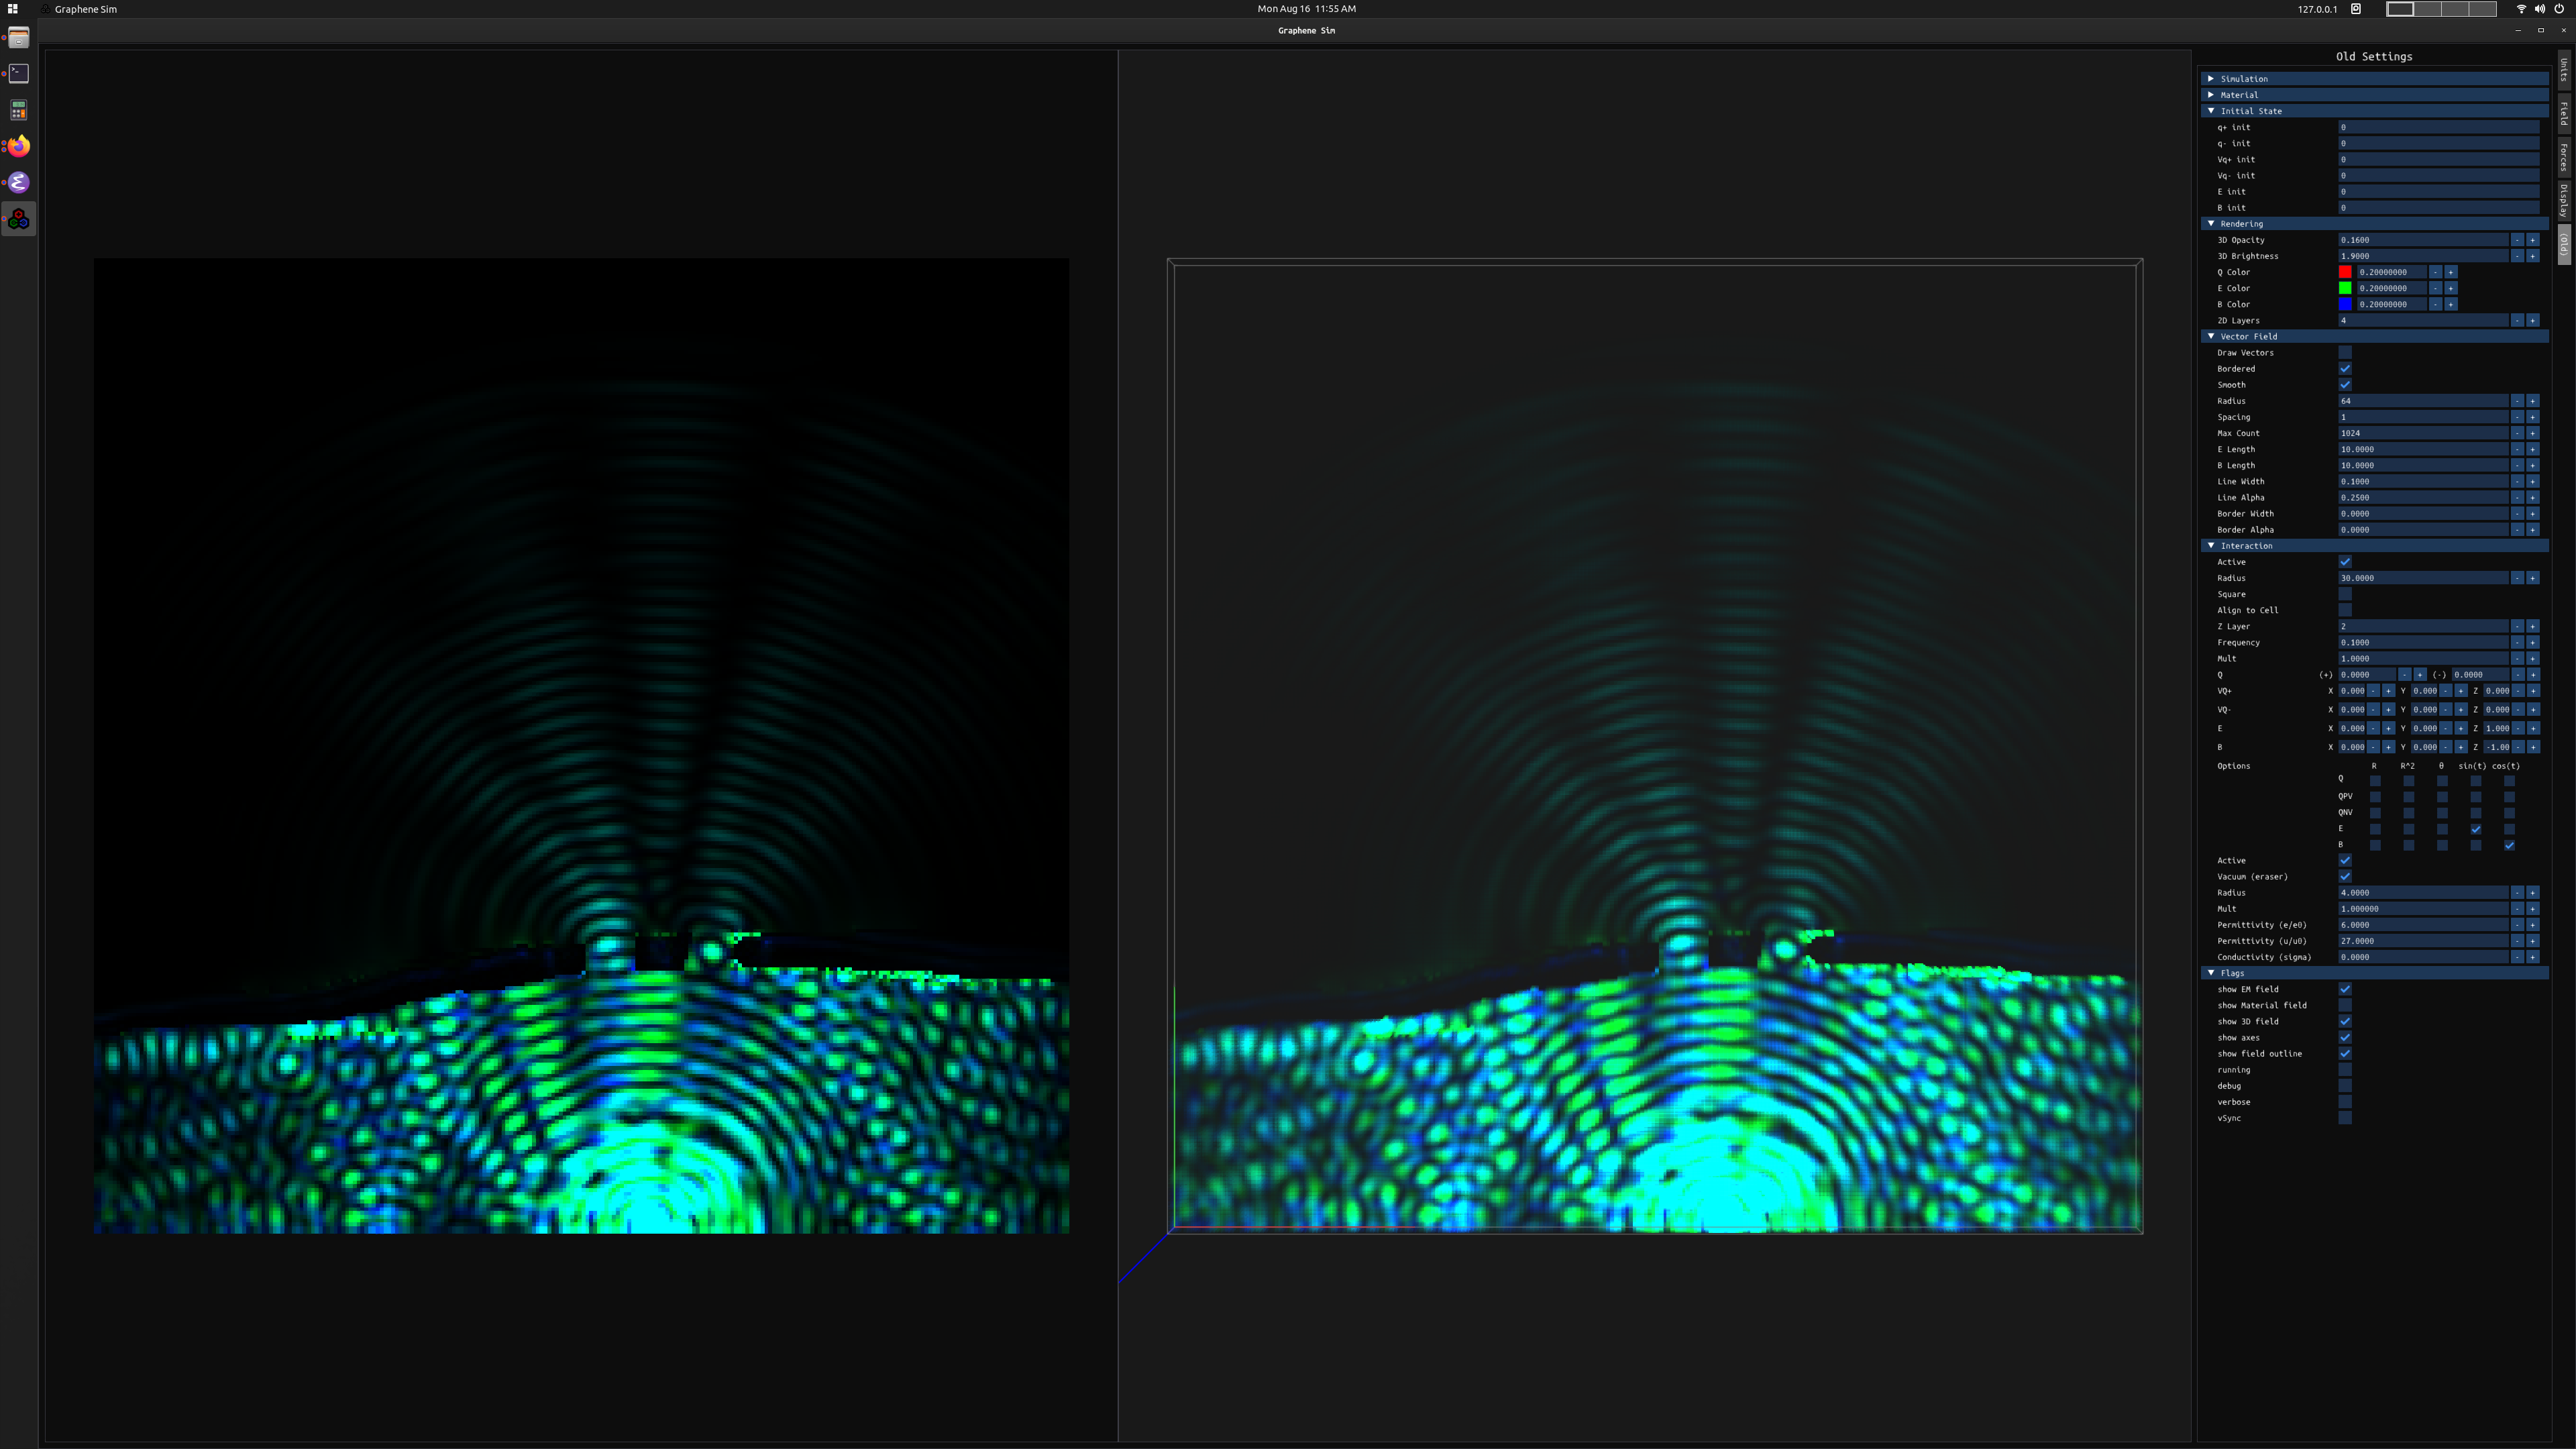 Graphene Sim
Mon Aug 16 11:55 AM
127.0.0.1
Graphene Sim
Old Settings
Simulation
Material
Initial State
q+ init 0
q- init 0
Vq+ init 0
Vq- init 0
E init 0
B init 0
Rendering
3D Opacity 0.1600 - +
3D Brightness 1.9000 - +
Q Color 0.20000000 - +
E Color 0.20000000 - +
B Color 0.20000000 - +
2D Layers 4 - +
Vector Field
Draw Vectors
Bordered
Smooth
Radius 64 - +
Spacing 1 - +
Max Count 1024 - +
E Length 10.0000 - +
B Length 10.0000 - +
Line Width 0.1000 - +
Line Alpha 0.2500 - +
Border Width 0.0000 - +
Border Alpha 0.0000 - +
Interaction
Active
Radius 30.0000 - +
Square
Align to Cell
Z Layer 2 - +
Frequency 0.1000 - +
Mult 1.0000 - +
Q (+) 0.0000 - + (-) 0.0000 - +
VQ+ X 0.000 - + Y 0.000 - + Z 0.000 - +
VQ- X 0.000 - + Y 0.000 - + Z 0.000 - +
E X 0.000 - + Y 0.000 - + Z 1.000 - +
B X 0.000 - + Y 0.000 - + Z -1.00 - +
Options R R^2 θ sin(t) cos(t)
Q
QPV
QNV
E
B
Active
Vacuum (eraser)
Radius 4.0000 - +
Mult 1.000000 - +
Permittivity (e/e0) 6.0000 - +
Permittivity (u/u0) 27.0000 - +
Conductivity (sigma) 0.0000 - +
Flags
show EM field
show Material field
show 3D field
show axes
show field outline
running
debug
verbose
vSync
Units
Field
Forces
Display
(Old)